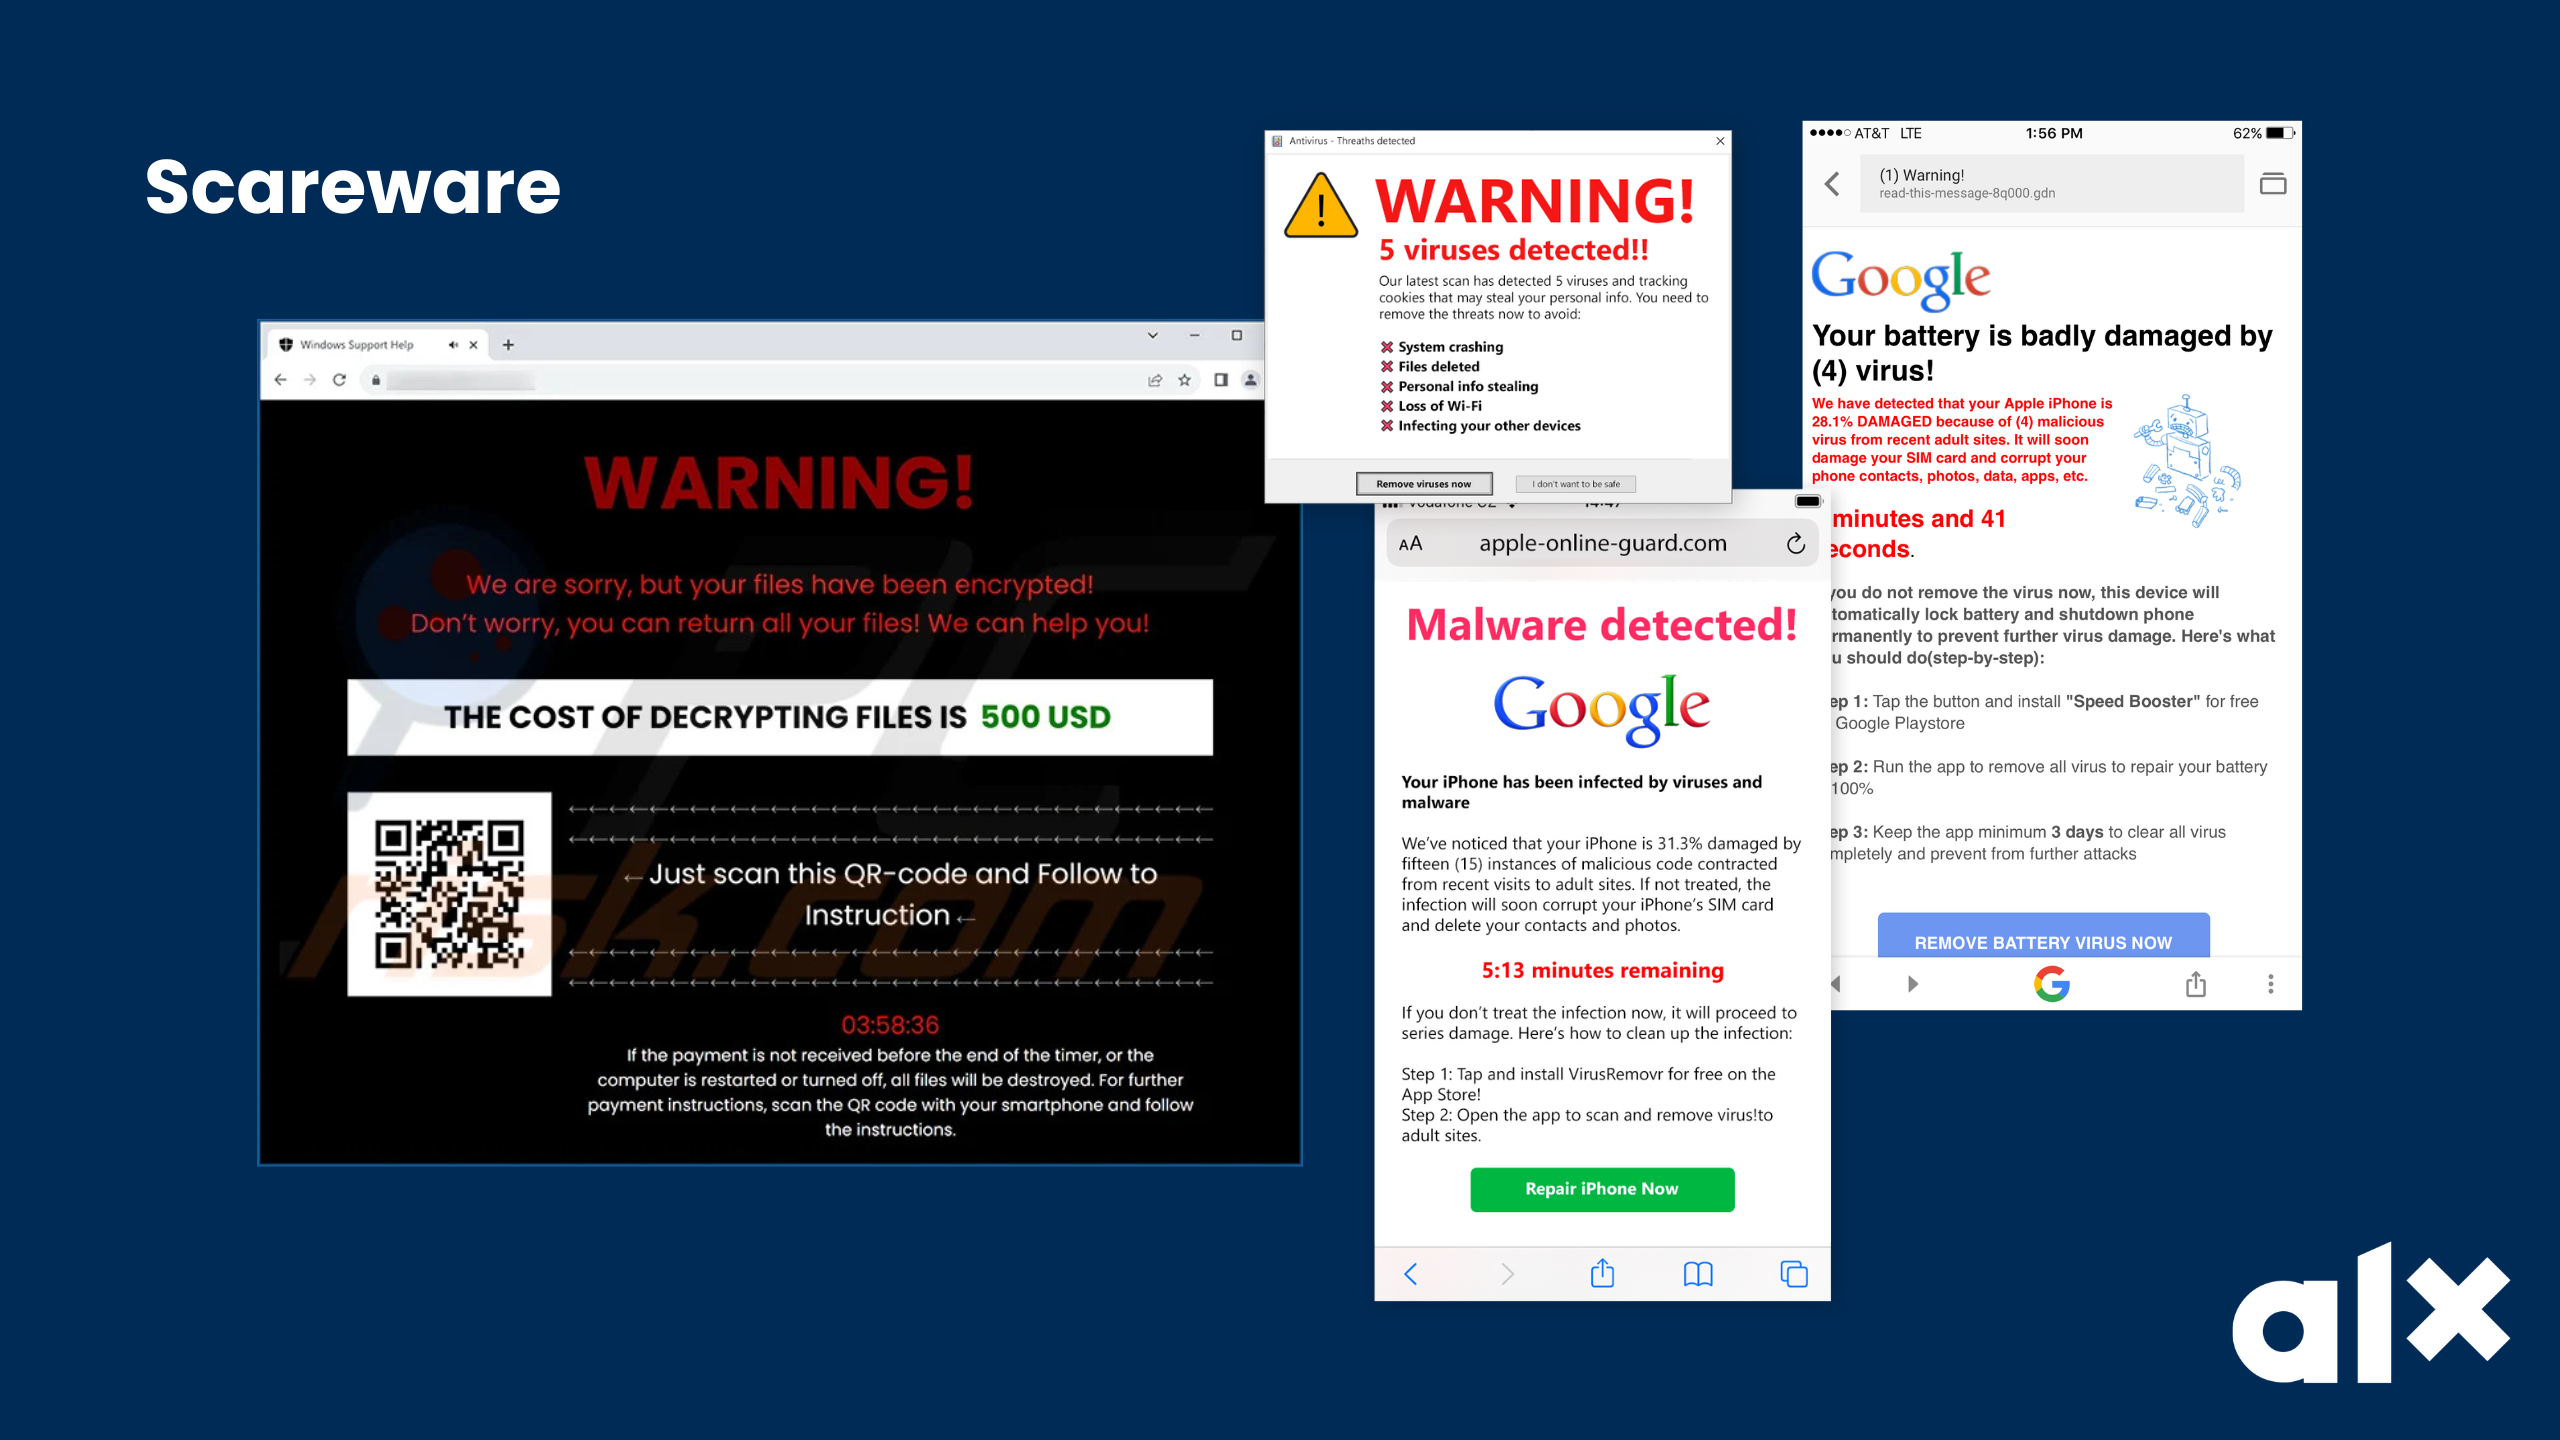 Scareware
Windows Support Help
WARNING!
We are sorry, but your files have been encrypted!
Don't worry, you can return all your files! We can help you!
THE COST OF DECRYPTING FILES IS 500 USD
←Just scan this QR-code and Follow to
Instruction←
03:58:36
If the payment is not received before the end of the timer, or the
computer is restarted or turned off, all files will be destroyed. For further
payment instructions, scan the QR code with your smartphone and follow
the instructions.
risk.com
Antivirus - Threaths detected
WARNING!
5 viruses detected!!
Our latest scan has detected 5 viruses and tracking
cookies that may steal your personal info. You need to
remove the threats now to avoid:
System crashing
Files deleted
Personal info stealing
Loss of Wi-Fi
Infecting your other devices
Remove viruses now
I don't want to be safe
AA apple-online-guard.com
Malware detected!
Google
Your iPhone has been infected by viruses and
malware
We've noticed that your iPhone is 31.3% damaged by
fifteen (15) instances of malicious code contracted
from recent visits to adult sites. If not treated, the
infection will soon corrupt your iPhone's SIM card
and delete your contacts and photos.
5:13 minutes remaining
If you don't treat the infection now, it will proceed to
series damage. Here's how to clean up the infection:
Step 1: Tap and install VirusRemovr for free on the
App Store!
Step 2: Open the app to scan and remove virus!to
adult sites.
Repair iPhone Now
AT&T LTE 1:56 PM 62%
(1) Warning!
read-this-message-8q000.gdn
Google
Your battery is badly damaged by
(4) virus!
We have detected that your Apple iPhone is
28.1% DAMAGED because of (4) malicious
virus from recent adult sites. It will soon
damage your SIM card and corrupt your
phone contacts, photos, data, apps, etc.
minutes and 41
econds.
you do not remove the virus now, this device will
tomatically lock battery and shutdown phone
rmanently to prevent further virus damage. Here's what
u should do(step-by-step):
ep 1: Tap the button and install "Speed Booster" for free
Google Playstore
ep 2: Run the app to remove all virus to repair your battery
100%
ep 3: Keep the app minimum 3 days to clear all virus
mpletely and prevent from further attacks
REMOVE BATTERY VIRUS NOW
G
alx